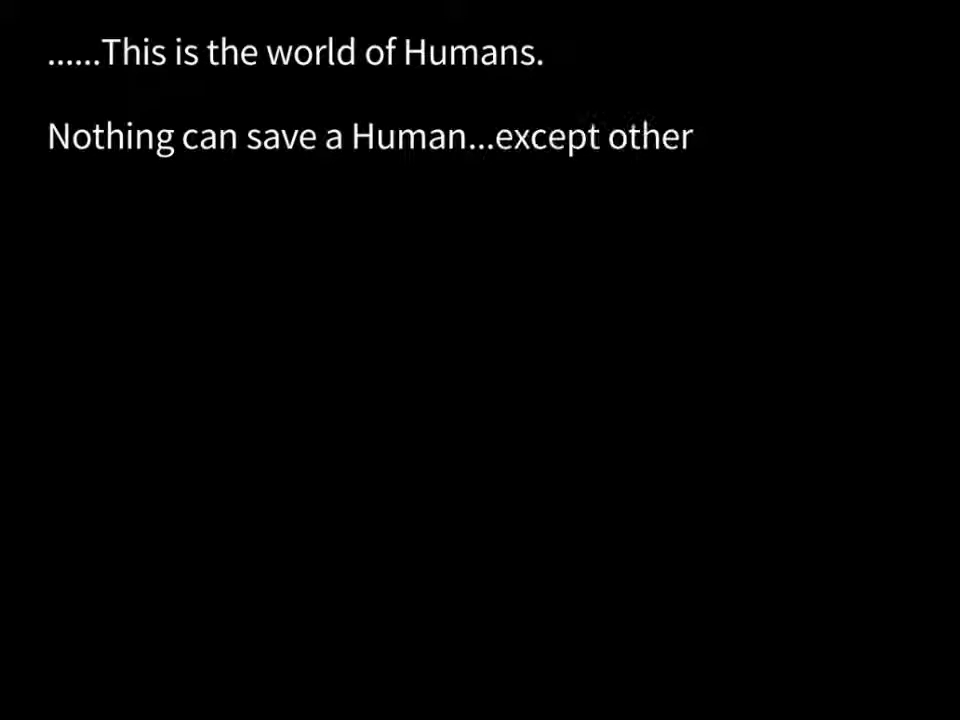 ......This is the world of Humans.
Nothing can save a Human...except other